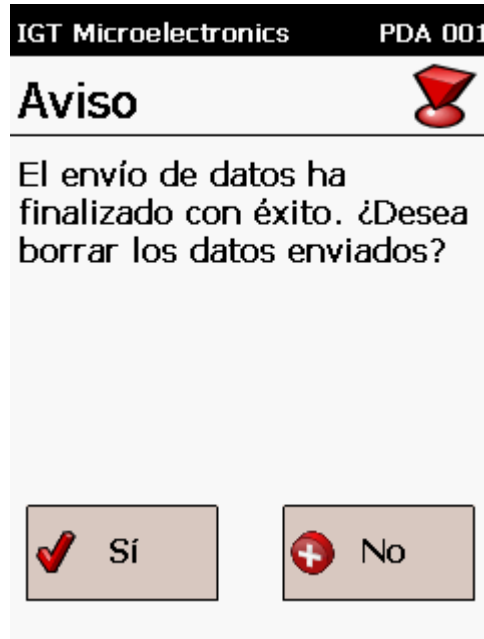 IGT Microelectronics PDA 001
Aviso
El envío de datos ha
finalizado con éxito. ¿Desea
borrar los datos enviados?
Sí No